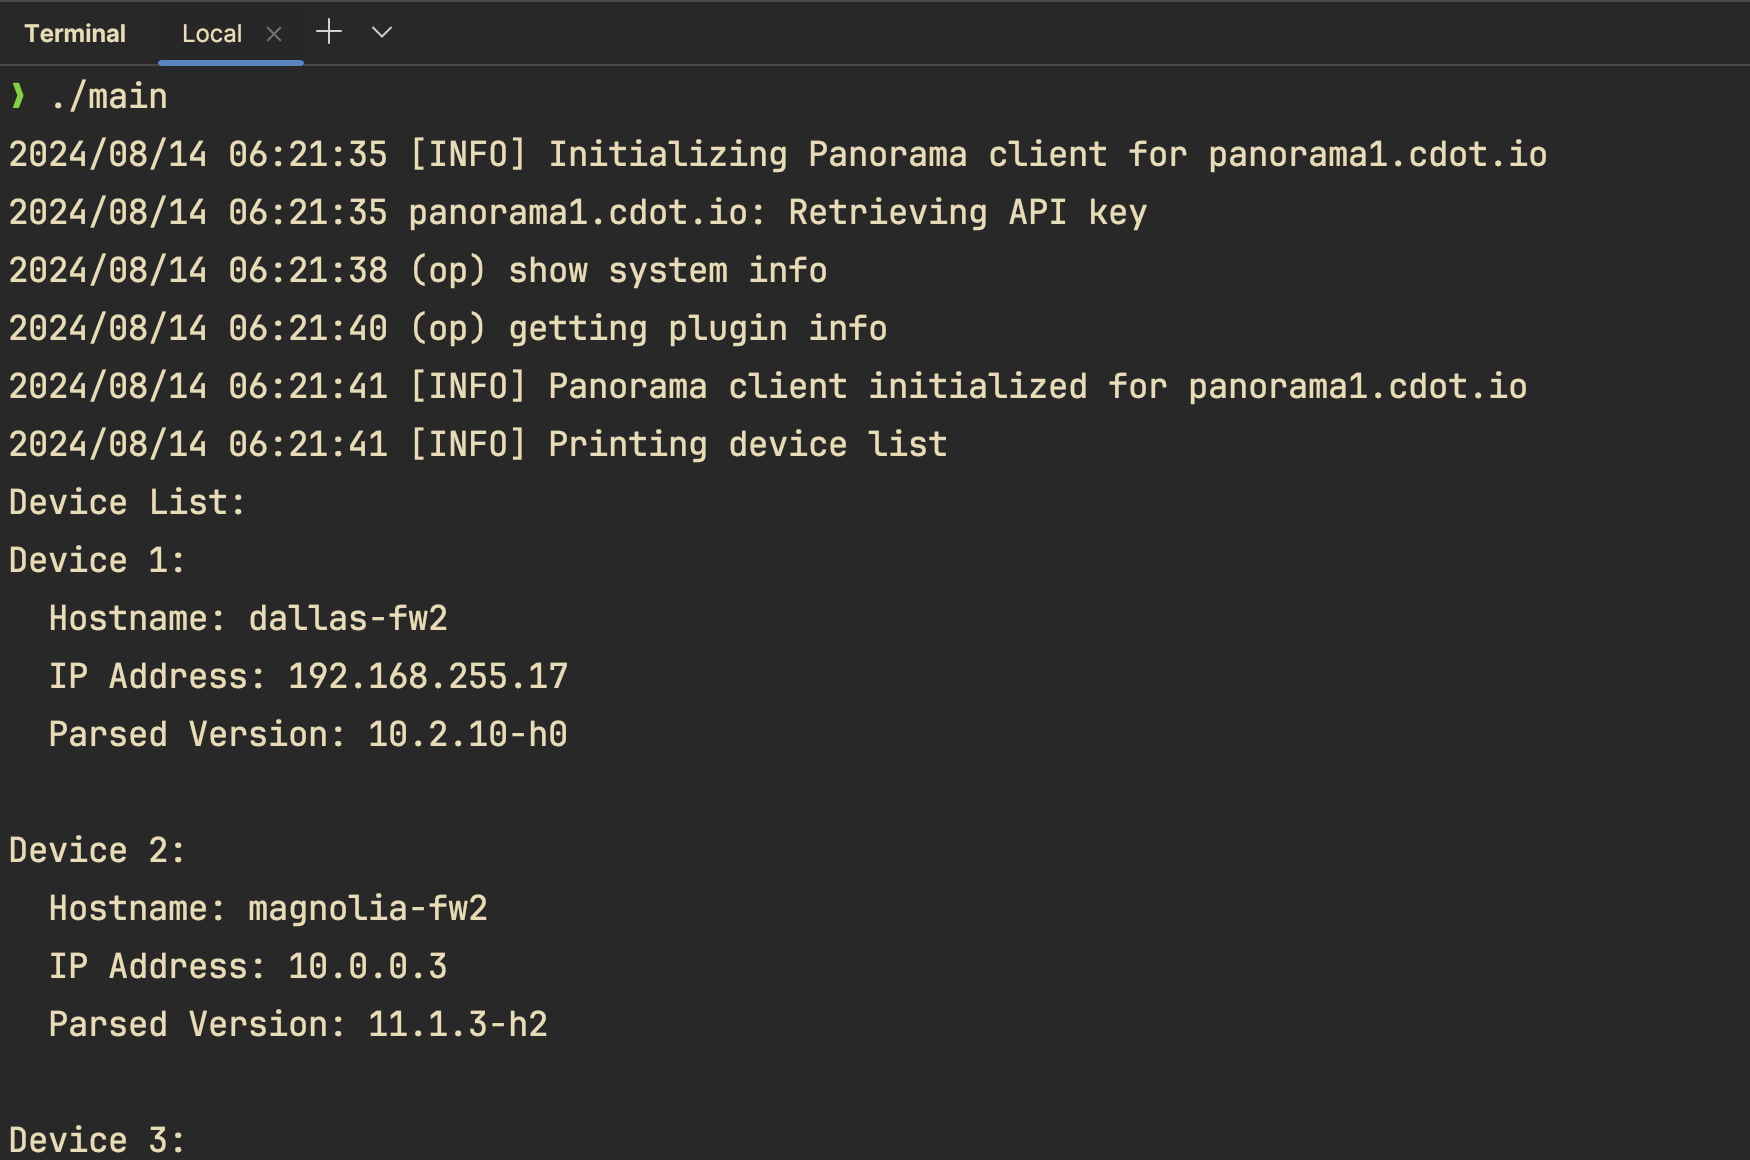 Terminal Local
❯ ./main
2024/08/14 06:21:35 [INFO] Initializing Panorama client for panorama1.cdot.io
2024/08/14 06:21:35 panorama1.cdot.io: Retrieving API key
2024/08/14 06:21:38 (op) show system info
2024/08/14 06:21:40 (op) getting plugin info
2024/08/14 06:21:41 [INFO] Panorama client initialized for panorama1.cdot.io
2024/08/14 06:21:41 [INFO] Printing device list
Device List:
Device 1:
  Hostname: dallas-fw2
  IP Address: 192.168.255.17
  Parsed Version: 10.2.10-h0
Device 2:
  Hostname: magnolia-fw2
  IP Address: 10.0.0.3
  Parsed Version: 11.1.3-h2
Device 3: